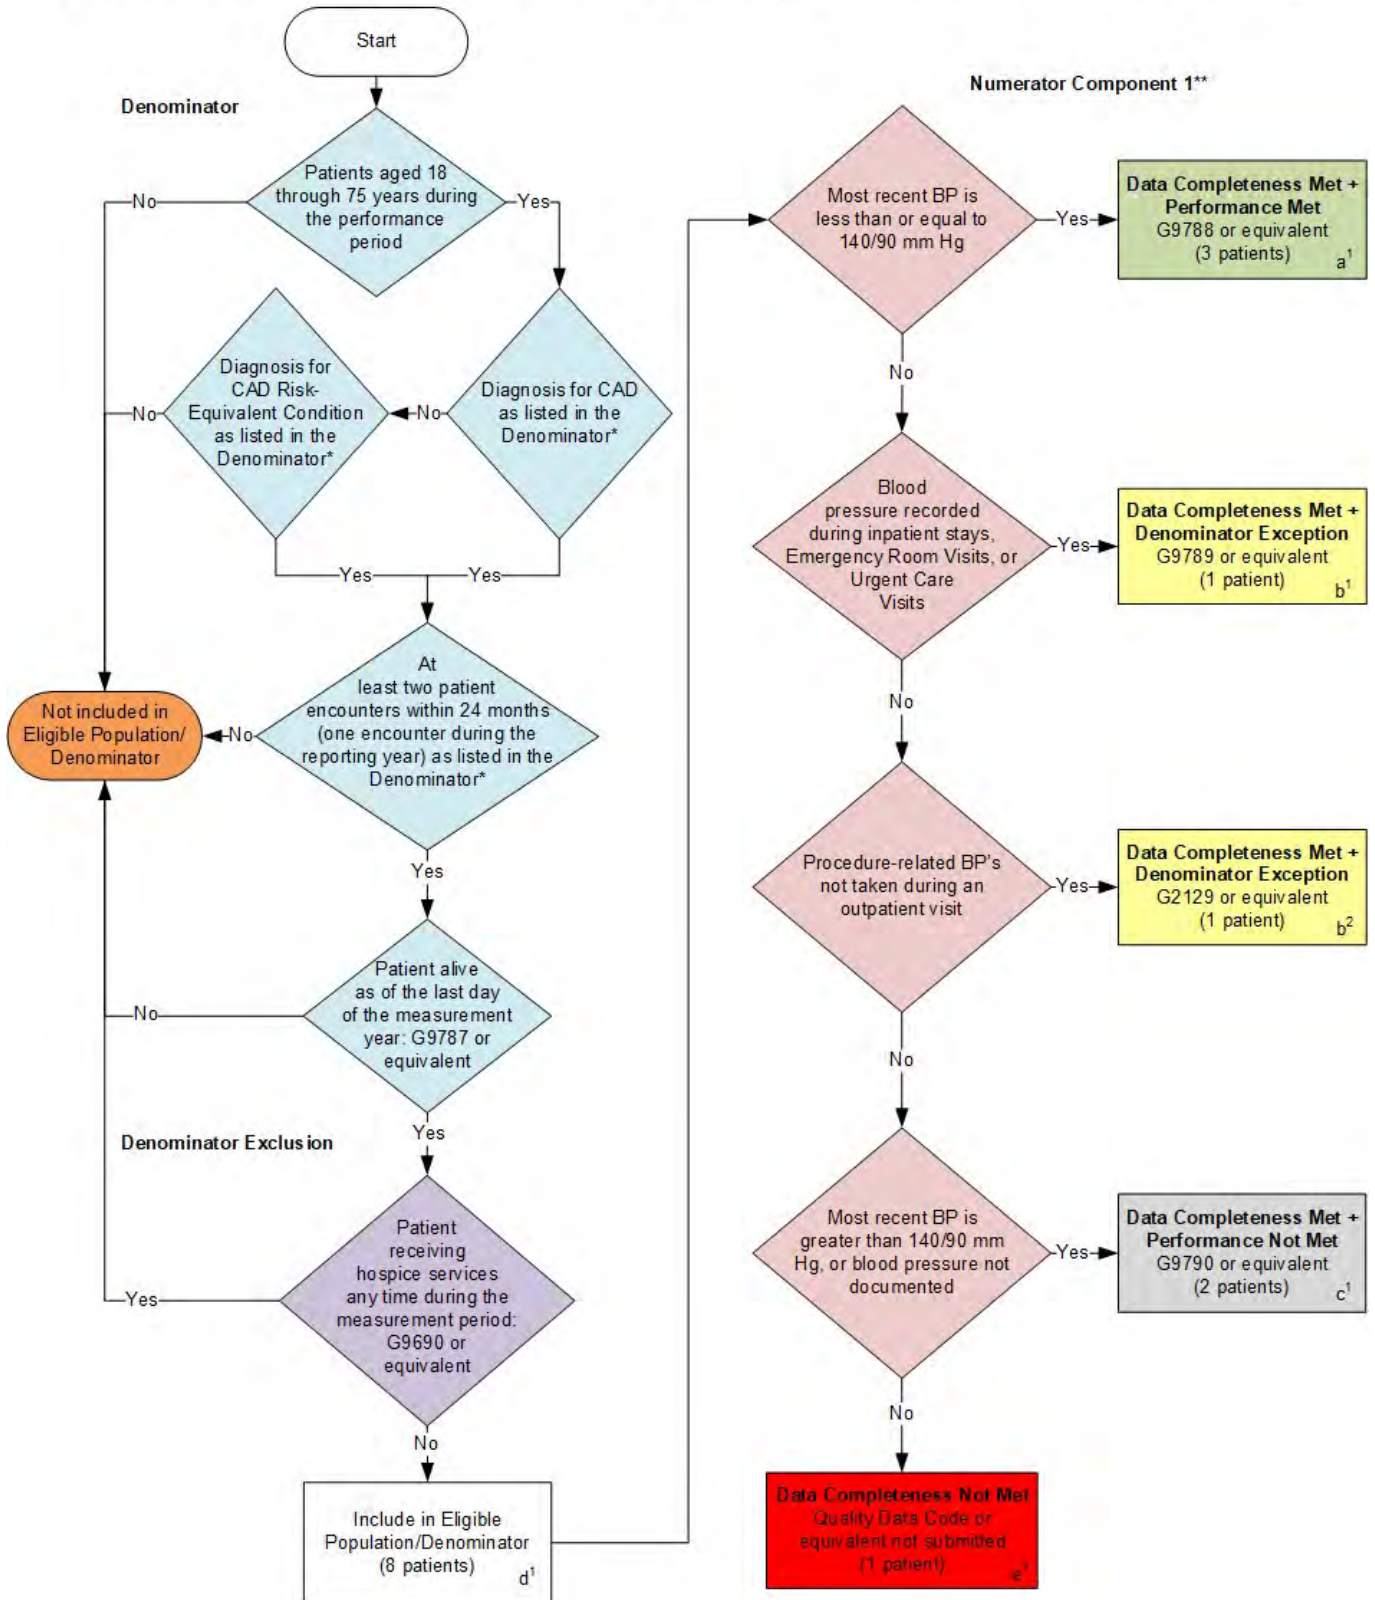 Start
Denominator
Patients aged 18
through 75 years during
the performance
period
No
Yes
Diagnosis for
CAD Risk-
Equivalent Condition
as listed in the
Denominator*
No
No
Diagnosis for CAD
as listed in the
Denominator*
Yes
Yes
At
least two patient
encounters within 24 months
(one encounter during the
reporting year) as listed in the
Denominator*
No
Not included in
Eligible Population/
Denominator
Yes
Patient alive
as of the last day
of the measurement
year: G9787 or
equivalent
No
Yes
Denominator Exclusion
Patient
receiving
hospice services
any time during the
measurement period:
G9690 or
equivalent
Yes
No
Include in Eligible
Population/Denominator
(8 patients)
d¹
Numerator Component 1**
Most recent BP is
less than or equal to
140/90 mm Hg
Yes
Data Completeness Met +
Performance Met
G9788 or equivalent
(3 patients)
a¹
No
Blood
pressure recorded
during inpatient stays,
Emergency Room Visits, or
Urgent Care
Visits
Yes
Data Completeness Met +
Denominator Exception
G9789 or equivalent
(1 patient)
b¹
No
Procedure-related BP's
not taken during an
outpatient visit
Yes
Data Completeness Met +
Denominator Exception
G2129 or equivalent
(1 patient)
b²
No
Most recent BP is
greater than 140/90 mm
Hg, or blood pressure not
documented
Yes
Data Completeness Met +
Performance Not Met
G9790 or equivalent
(2 patients)
c¹
No
Data Completeness Not Met
Quality Data Code or
equivalent not submitted
(1 patient)
e¹